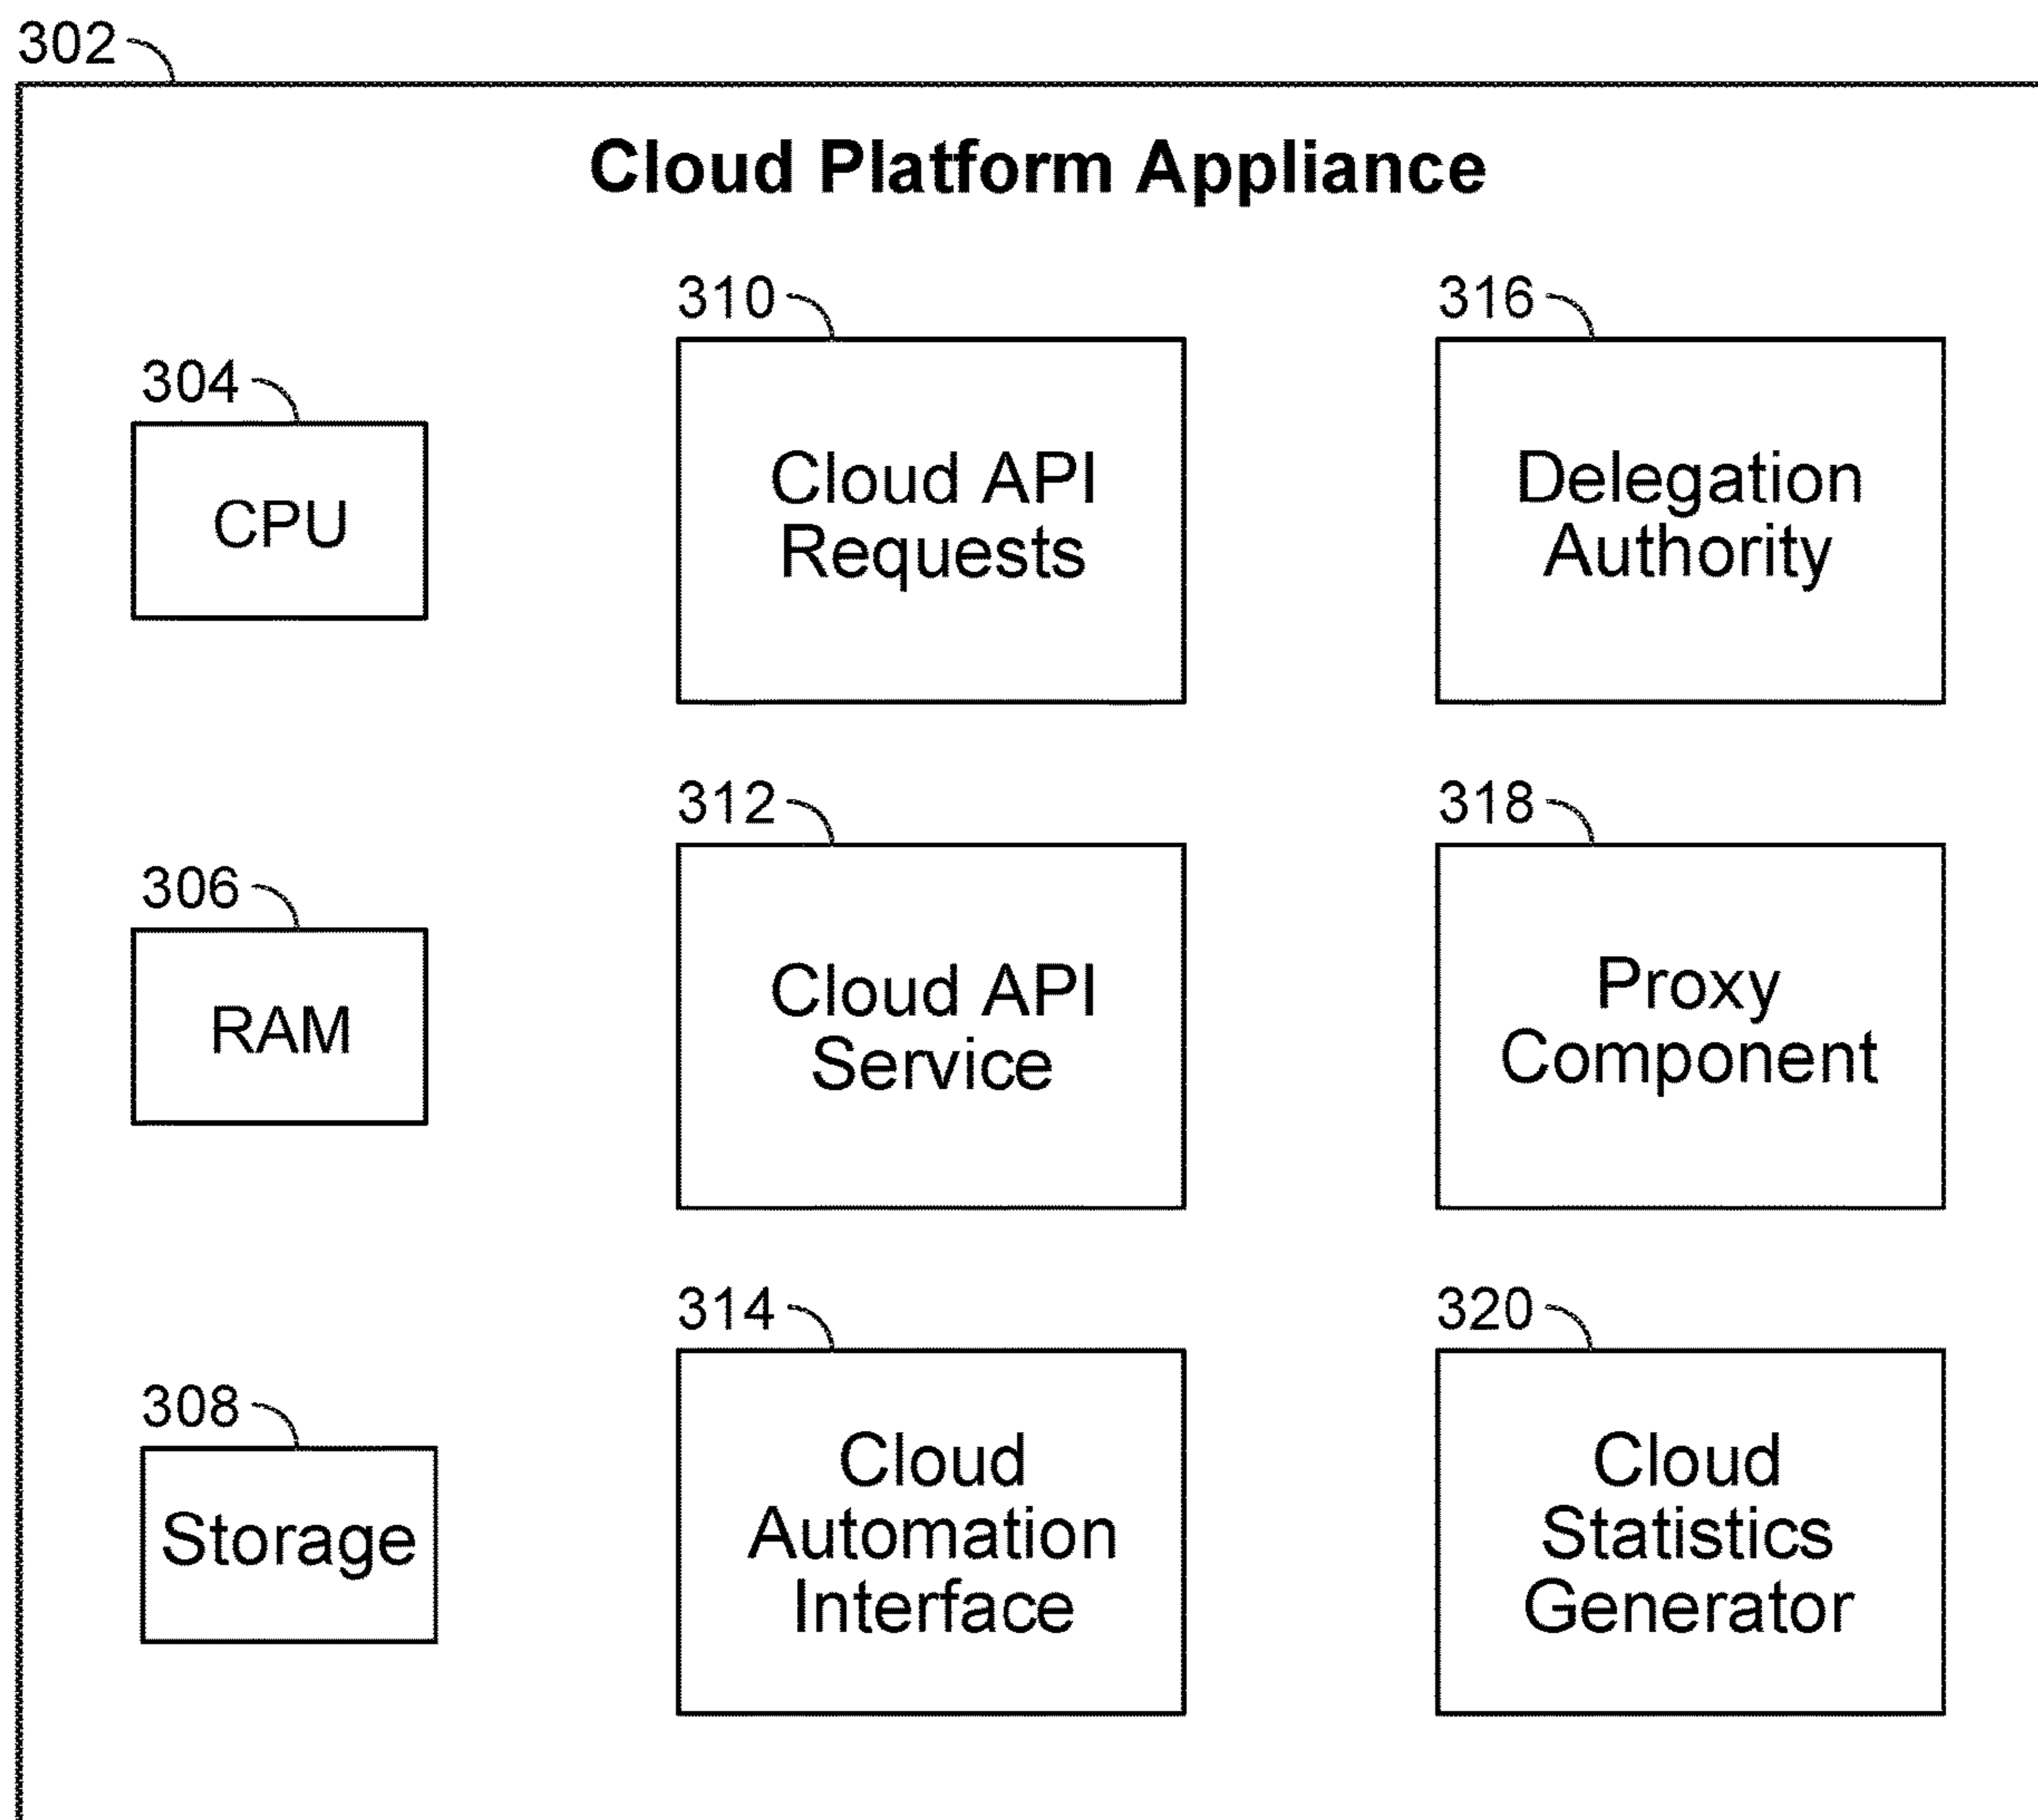 302
Cloud Platform Appliance
304
CPU
306
RAM
308
Storage
310
Cloud API
Requests
312
Cloud API
Service
314
Cloud
Automation
Interface
316
Delegation
Authority
318
Proxy
Component
320
Cloud
Statistics
Generator